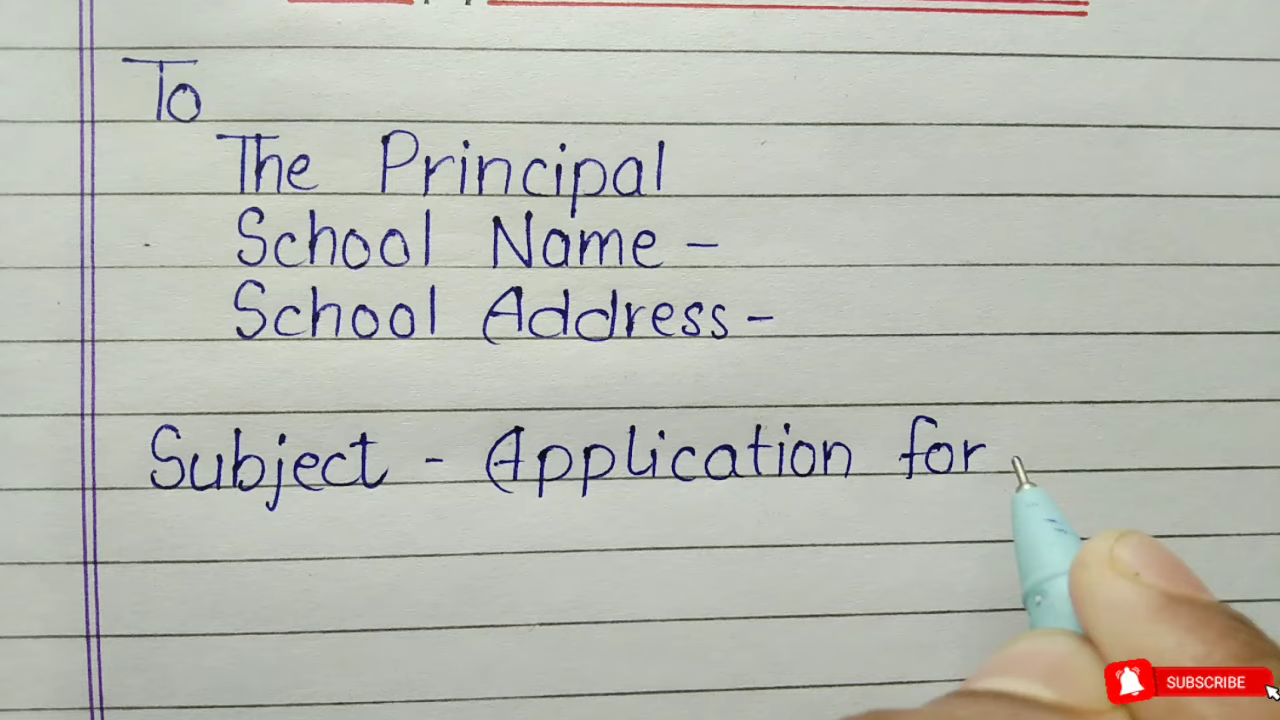 To
The Principal
School Name -
School Address -
Subject - Application for
SUBSCRIBE